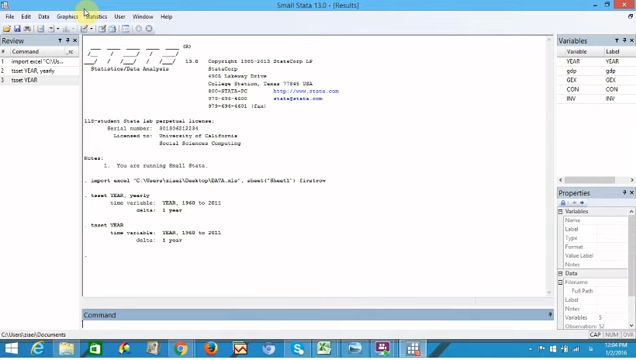 Small Stata 13.0 - [Results]
File Edit Data Graphics Statistics User Window Help
Review
# Command _rc
1 import excel "C:\Us...
2 tsset YEAR, yearly
3 tsset YEAR
13.0 Copyright 1985-2013 StataCorp LP
Statistics/Data Analysis StataCorp
4905 Lakeway Drive
College Station, Texas 77845 USA
800-STATA-PC http://www.stata.com
979-696-4600 stata@stata.com
979-696-4601 (fax)
Serial number:
Licensed to: University of California
Social Sciences Computing
Notes:
1. You are running Small Stata.
. import excel "C:\Users\ziaei\Desktop\DATA.xls", sheet("Sheet1") firstrow
. tsset YEAR, yearly
time variable: YEAR, 1960 to 2011
delta: 1 year
. tsset YEAR
time variable: YEAR, 1960 to 2011
delta: 1 year
.
Command
Variables
Variable Label
YEAR YEAR
gdp gdp
GEX GEX
CON CON
INV INV
Properties
Variables
Name
Label
Type
Format
Value Label
Notes
Data
Filename
Full Path
Label
Notes
Variables 5
Observations 52
C:\Users\ziaei\Documents
CAP NUM OVR
12:04 PM
1/2/2016